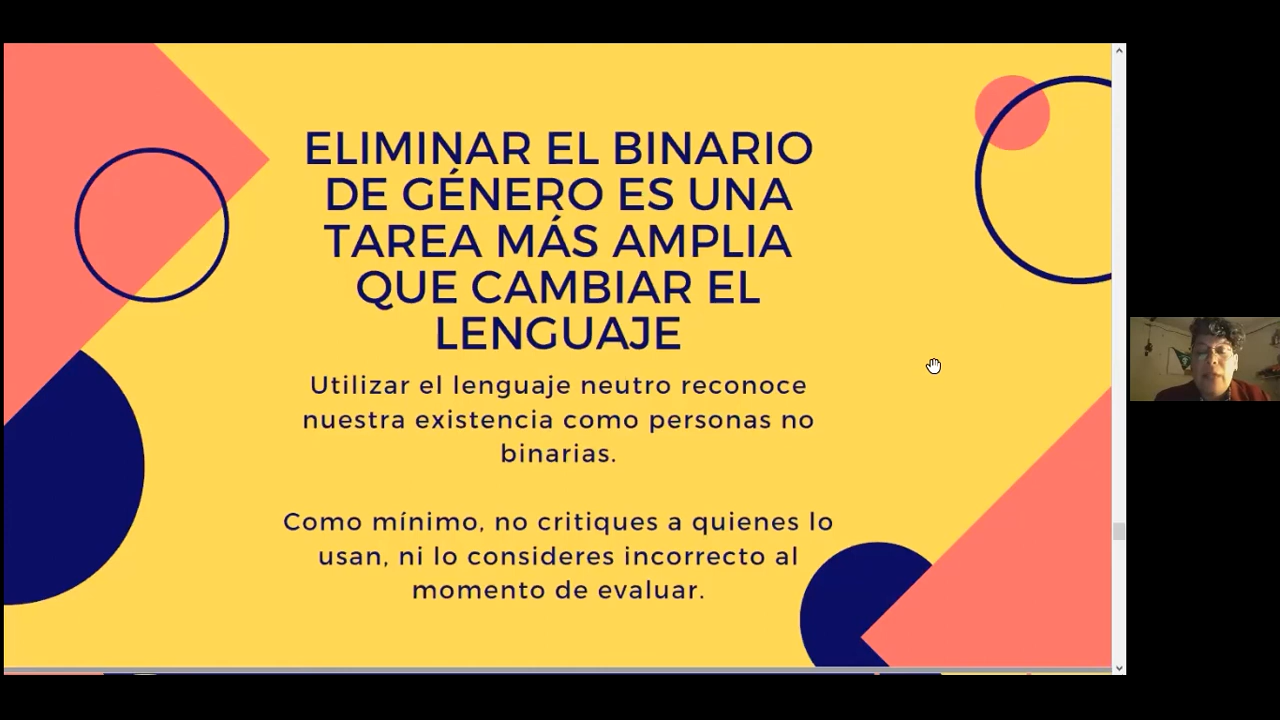 ELIMINAR EL BINARIO
DE GÉNERO ES UNA
TAREA MÁS AMPLIA
QUE CAMBIAR EL
LENGUAJE
Utilizar el lenguaje neutro reconoce
nuestra existencia como personas no
binarias.
Como mínimo, no critiques a quienes lo
usan, ni lo consideres incorrecto al
momento de evaluar.